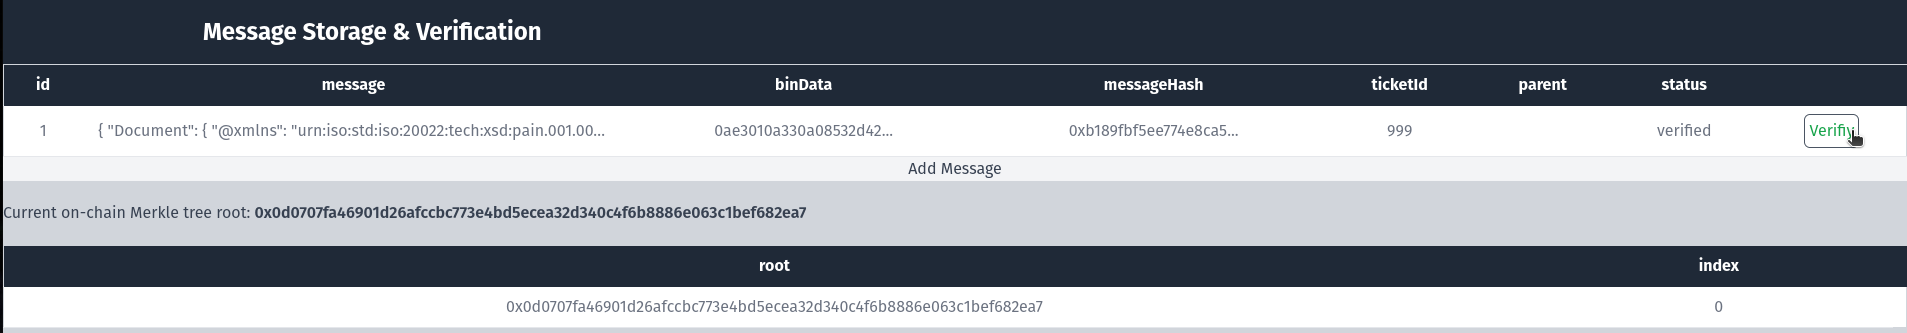 Message Storage & Verification
id message binData messageHash ticketId parent status
1 { "Document": { "@xmlns": "urn:iso:std:iso:20022:tech:xsd:pain.001.00... 0ae3010a330a08532d42... 0xb189fbf5ee774e8ca5... 999 verified Verifiy
Add Message
Current on-chain Merkle tree root: 0x0d0707fa46901d26afccbc773e4bd5ecea32d340c4f6b8886e063c1bef682ea7
root index
0x0d0707fa46901d26afccbc773e4bd5ecea32d340c4f6b8886e063c1bef682ea7 0